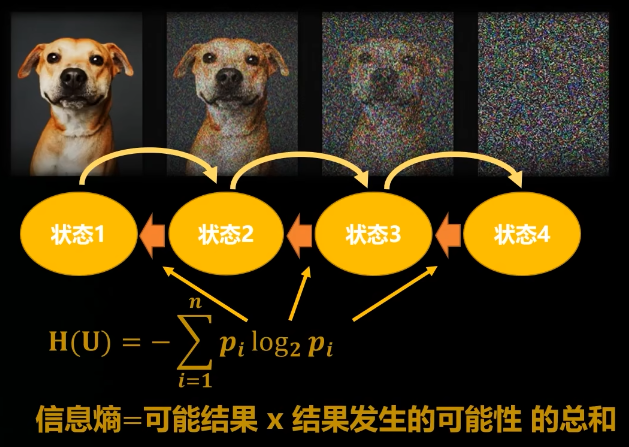 状态1 状态2 状态3 状态4
H(U) = -\sum_{i=1}^{n} p_i \log_2 p_i
信息熵=可能结果 x 结果发生的可能性 的总和